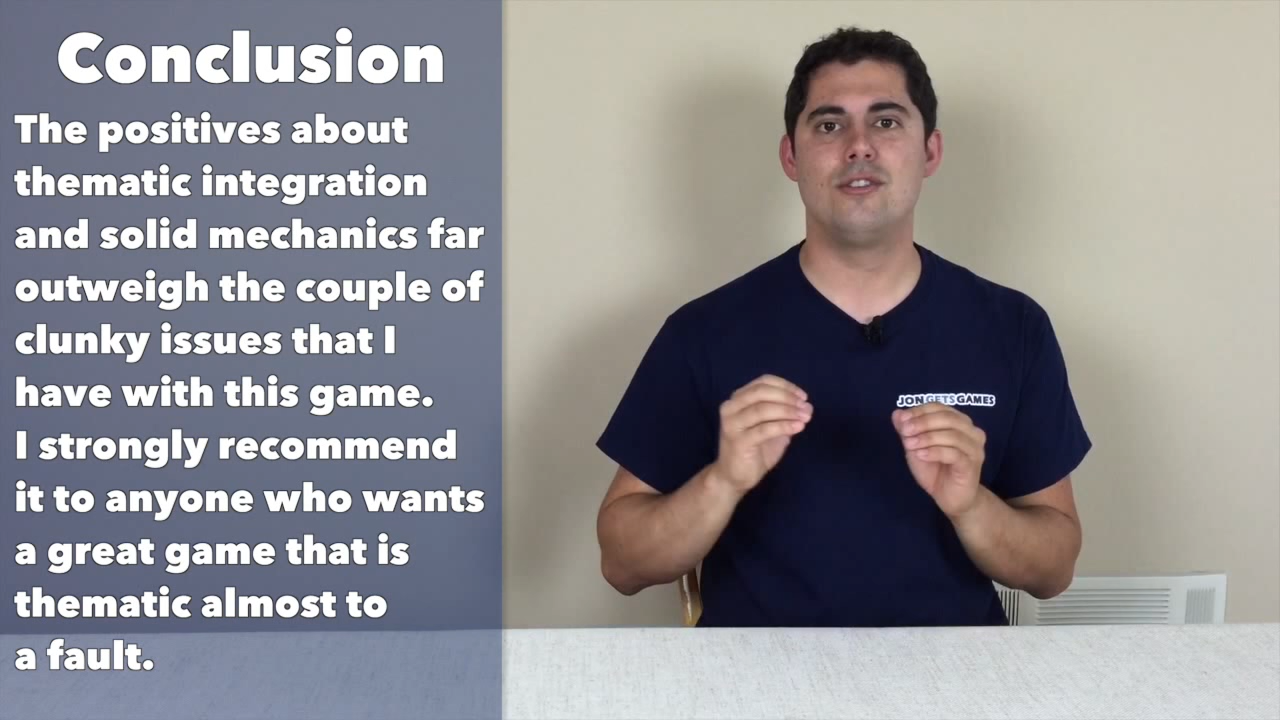 Conclusion
The positives about
thematic integration
and solid mechanics far
outweigh the couple of
clunky issues that I
have with this game.
I strongly recommend
it to anyone who wants
a great game that is
thematic almost to
a fault.
JON GETS GAMES